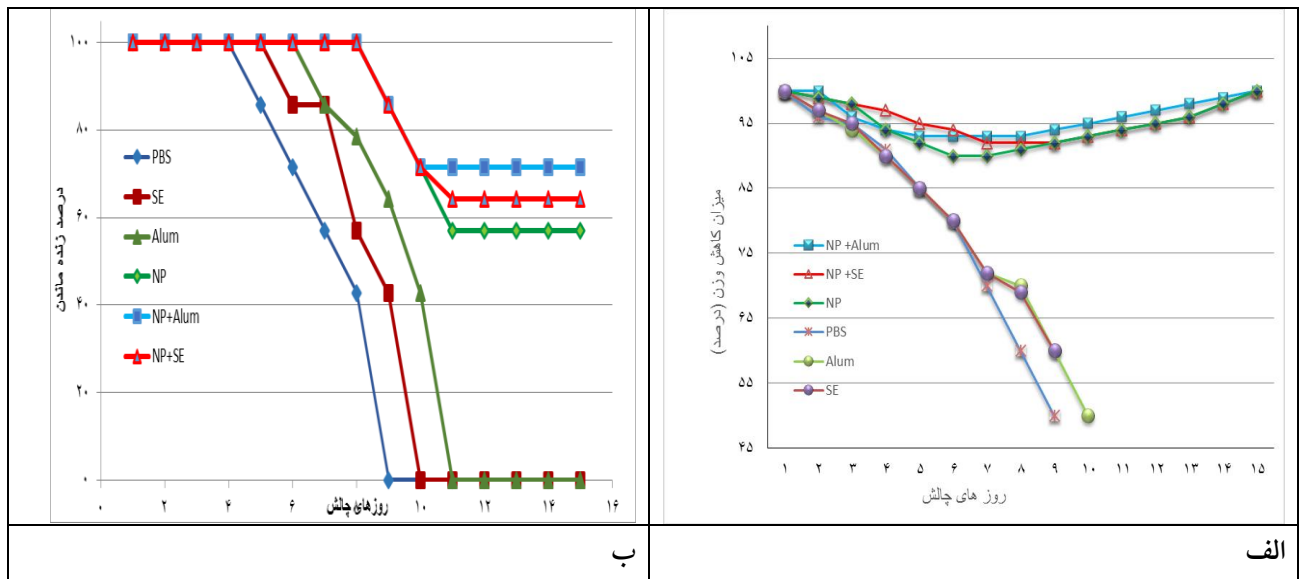 میزان کاهش وزن (درصد)
۱۰۵
۹۵
۸۵
۷۵
۶۵
۵۵
۴۵
NP +Alum
NP +SE
NP
PBS
Alum
SE
۱ ۲ ۳ ۴ ۵ ۶ ۷ ۸ ۹ ۱۰ ۱۱ ۱۲ ۱۳ ۱۴ ۱۵
روز های چالش
الف
درصد زنده ماندن
۱۰۰
۸۰
۶۰
۴۰
۲۰
۰
PBS
SE
Alum
NP
NP+Alum
NP+SE
۰ ۲ ۴ ۶ ۱۰ ۱۲ ۱۴ ۱۶
روزهای چالش
ب